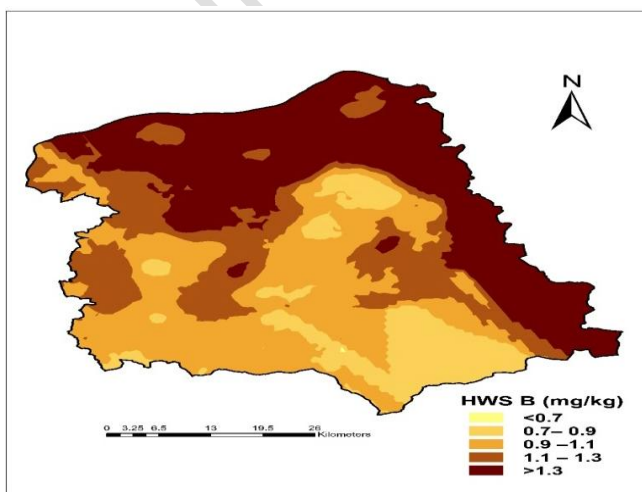 N
HWS B (mg/kg)
<0.7
0.7– 0.9
0.9 –1.1
1.1 – 1.3
>1.3
0 3.25 6.5 13 19.5 26
Kilometers